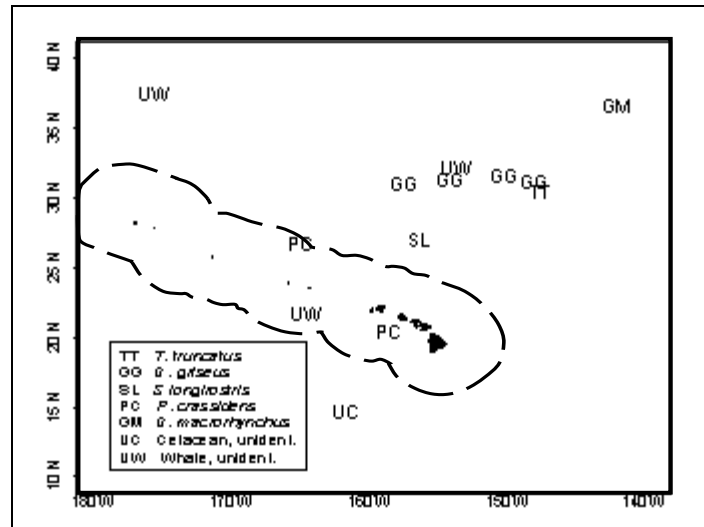 40 N
UW
GM
35 N
UW
GG GG GG GG
TT
30 N
PC
SL
25 N
UW
PC
20 N
TT T. truncatus
GG G. griseus
SL S longirostris
PC P. crassidens
GM G. macrorhynchus
UC Cetacean, unident.
UW Whale, unident.
UC
15 N
10 N
180 W 170 W 160 W 150 W 140 W